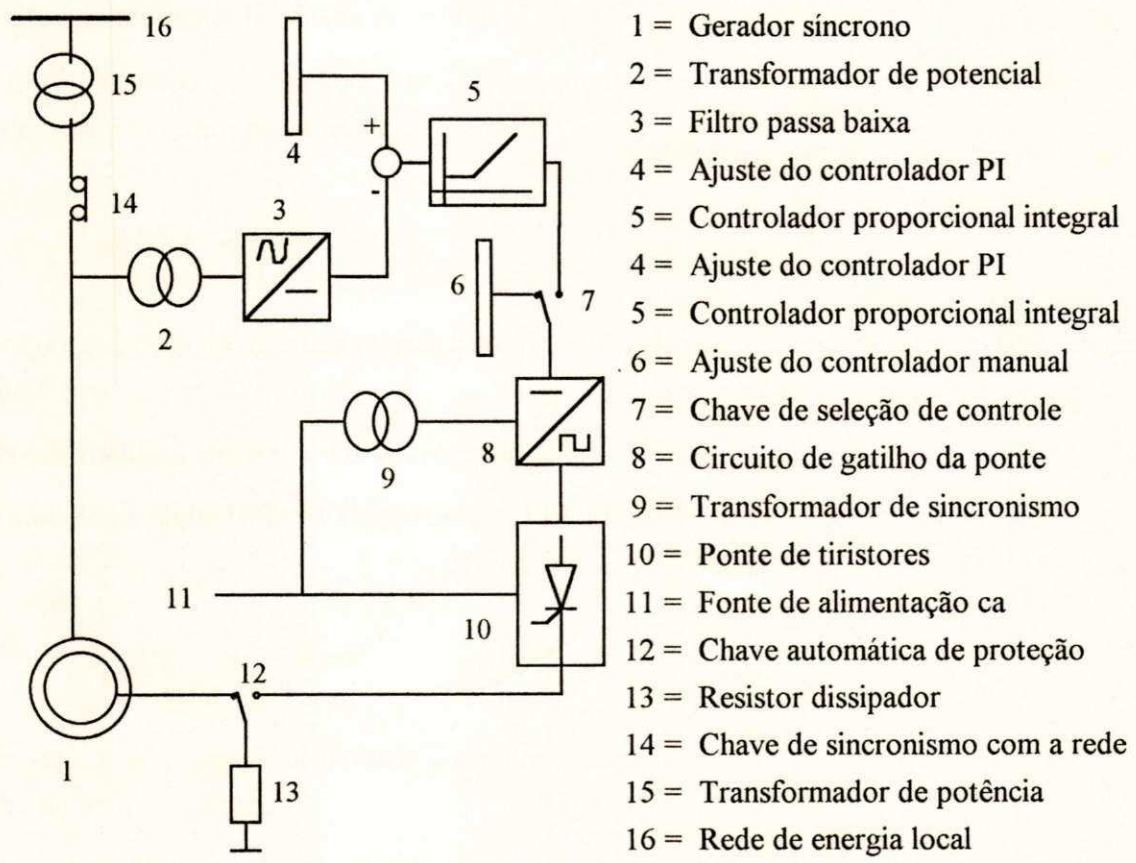 16
15
14
2
3
4
+
-
5
6
7
8
9
10
11
12
13
1
1 = Gerador síncrono
2 = Transformador de potencial
3 = Filtro passa baixa
4 = Ajuste do controlador PI
5 = Controlador proporcional integral
4 = Ajuste do controlador PI
5 = Controlador proporcional integral
6 = Ajuste do controlador manual
7 = Chave de seleção de controle
8 = Circuito de gatilho da ponte
9 = Transformador de sincronismo
10 = Ponte de tiristores
11 = Fonte de alimentação ca
12 = Chave automática de proteção
13 = Resistor dissipador
14 = Chave de sincronismo com a rede
15 = Transformador de potência
16 = Rede de energia local